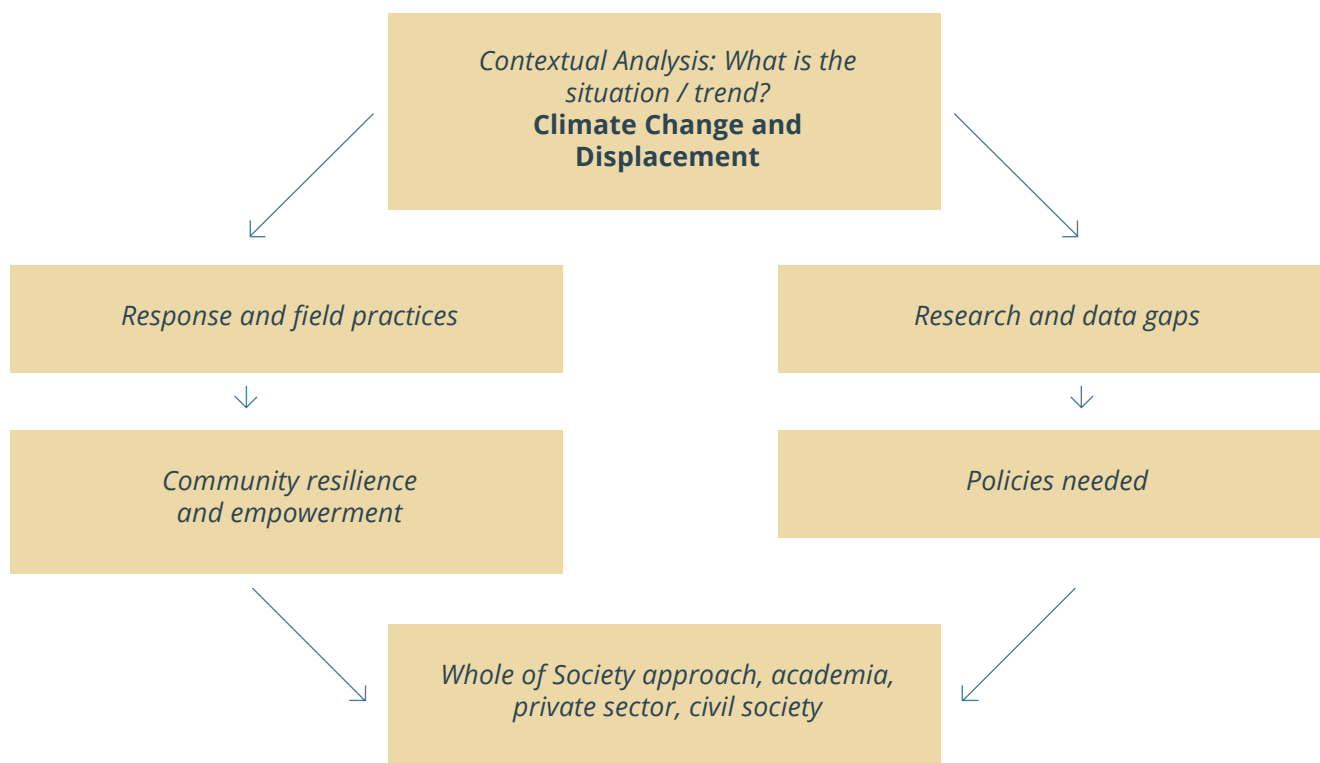 Contextual Analysis: What is the
situation / trend?
Climate Change and
Displacement
Response and field practices
Research and data gaps
Community resilience
and empowerment
Policies needed
Whole of Society approach, academia,
private sector, civil society